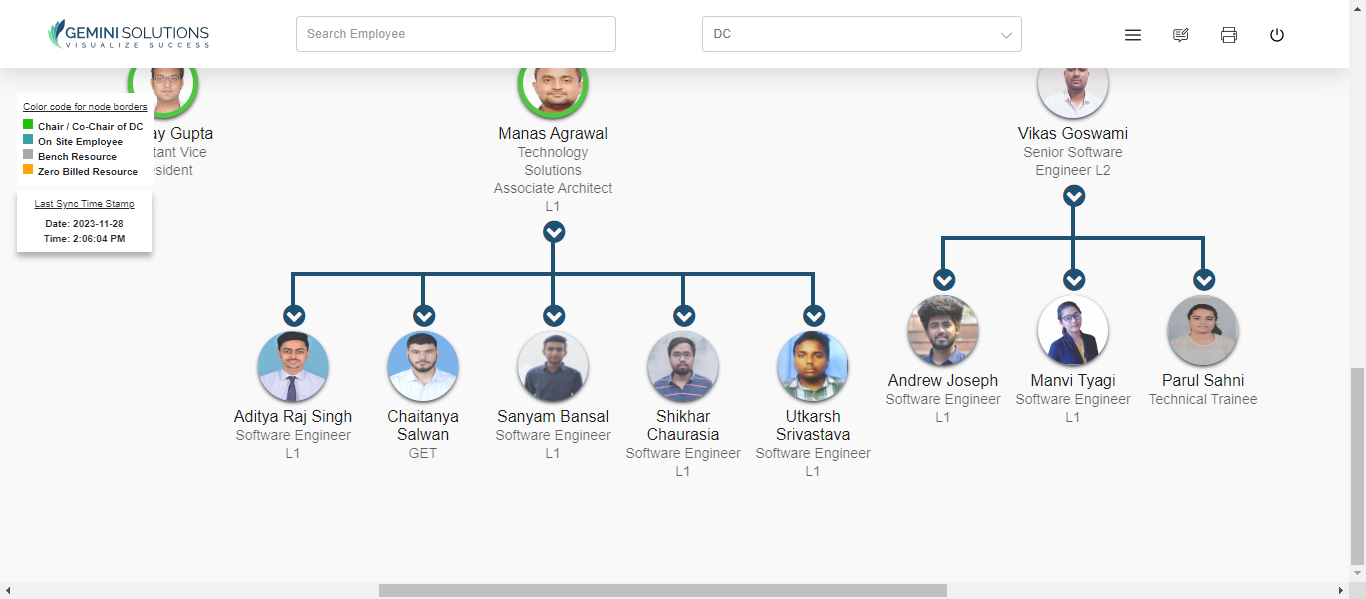 GEMINI SOLUTIONS
VISUALIZE SUCCESS
Search Employee
DC
Color code for node borders
Chair / Co-Chair of DC
On Site Employee
Bench Resource
Zero Billed Resource
Last Sync Time Stamp
Date: 2023-11-28
Time: 2:06:04 PM
ay Gupta
tant Vice
esident
Manas Agrawal
Technology
Solutions
Associate Architect
L1
Vikas Goswami
Senior Software
Engineer L2
Aditya Raj Singh
Software Engineer
L1
Chaitanya
Salwan
GET
Sanyam Bansal
Software Engineer
L1
Shikhar
Chaurasia
Software Engineer
L1
Utkarsh
Srivastava
Software Engineer
L1
Andrew Joseph
Software Engineer
L1
Manvi Tyagi
Software Engineer
L1
Parul Sahni
Technical Trainee